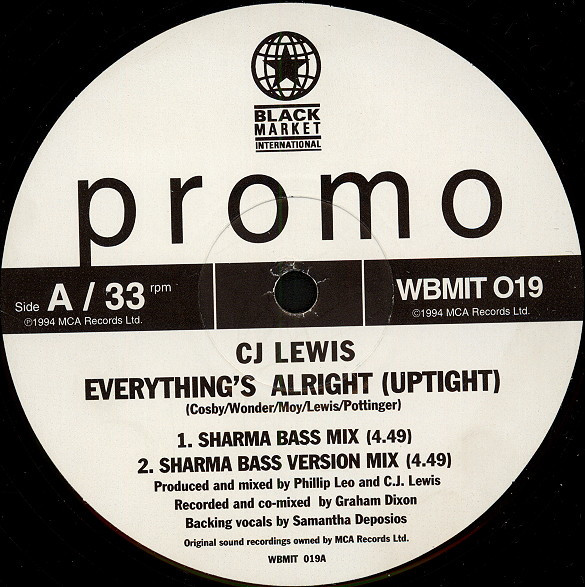 BLACK
MARKET
INTERNATIONAL
promo
Side A / 33 rpm
℗1994 MCA Records Ltd.
WBMIT O19
©1994 MCA Records Ltd.
CJ LEWIS
EVERYTHING'S ALRIGHT (UPTIGHT)
(Cosby/Wonder/Moy/Lewis/Pottinger)
1. SHARMA BASS MIX (4.49)
2. SHARMA BASS VERSION MIX (4.49)
Produced and mixed by Phillip Leo and C.J. Lewis
Recorded and co-mixed by Graham Dixon
Backing vocals by Samantha Deposios
Original sound recordings owned by MCA Records Ltd.
WBMIT 019A